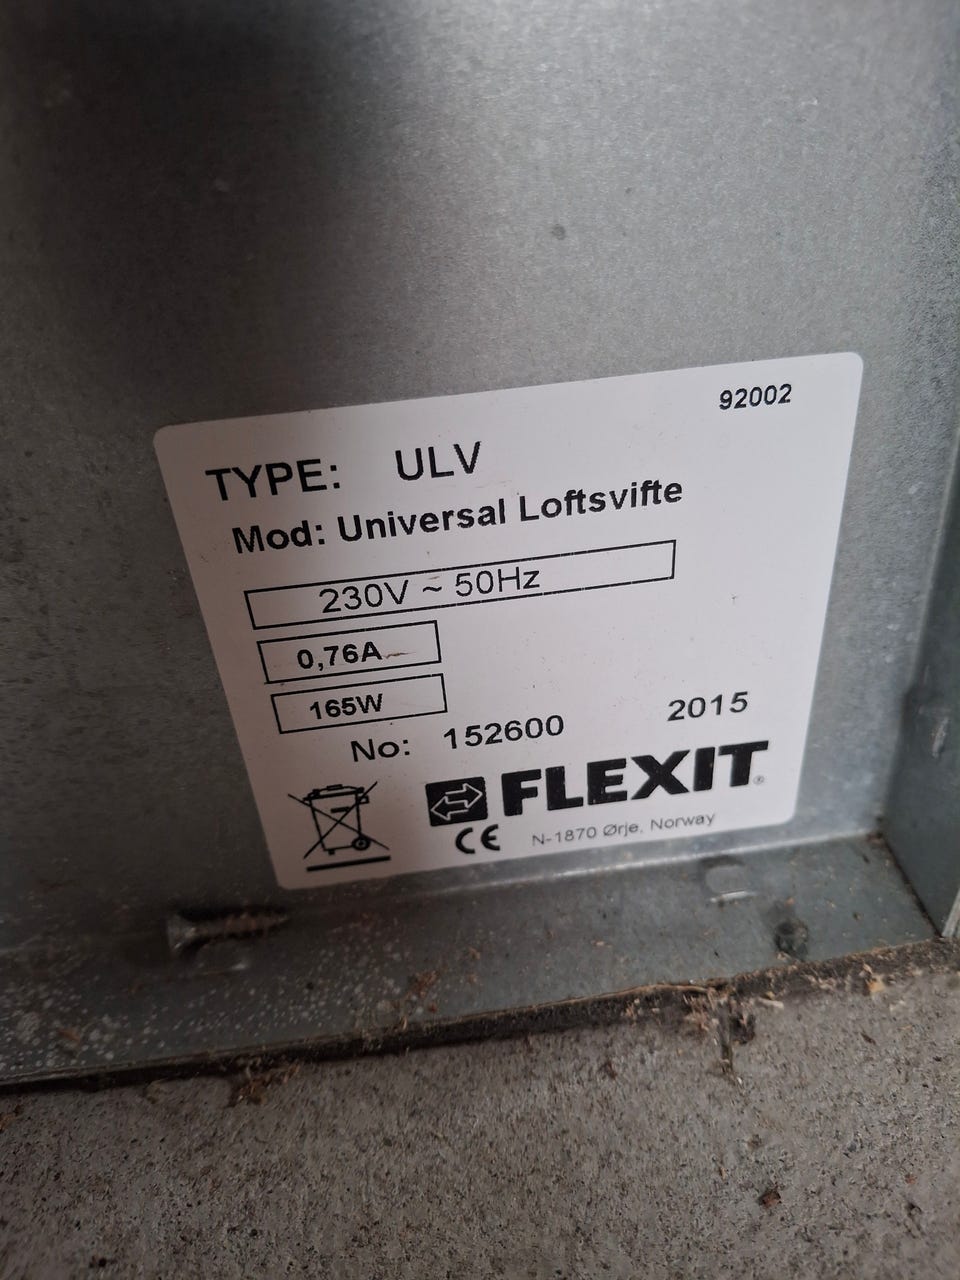 92002
TYPE: ULV
Mod: Universal Loftsvifte
230V ~ 50Hz
0,76A
165W
No: 152600 2015
FLEXIT®
CE N-1870 Ørje, Norway